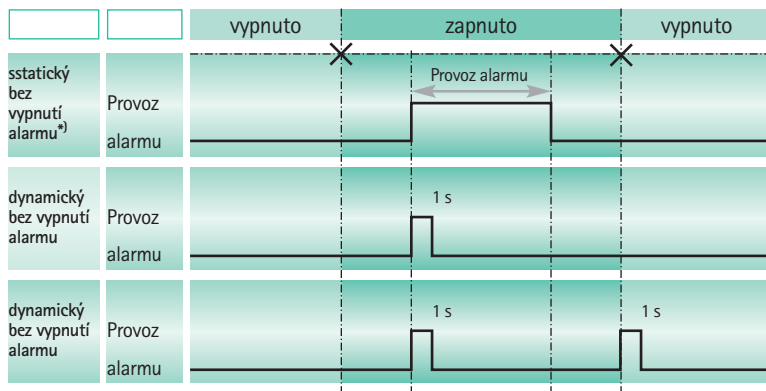 vypnuto zapnuto vypnuto
sstatický
bez
vypnutí
alarmu*)
Provoz
alarmu
Provoz alarmu
dynamický
bez vypnutí
alarmu
Provoz
alarmu
1 s
dynamický
bez vypnutí
alarmu
Provoz
alarmu
1 s
1 s